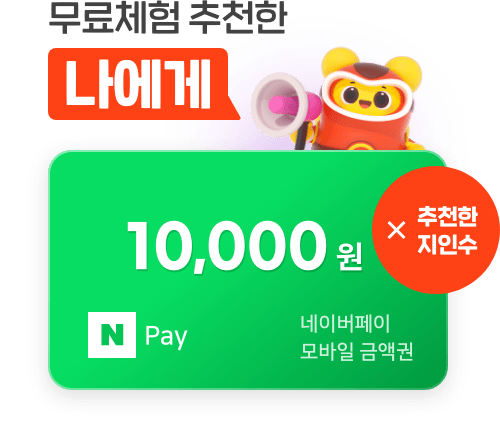 무료체험 추천한
나에게
10,000 원
× 추천한
지인수
N Pay
네이버페이
모바일 금액권